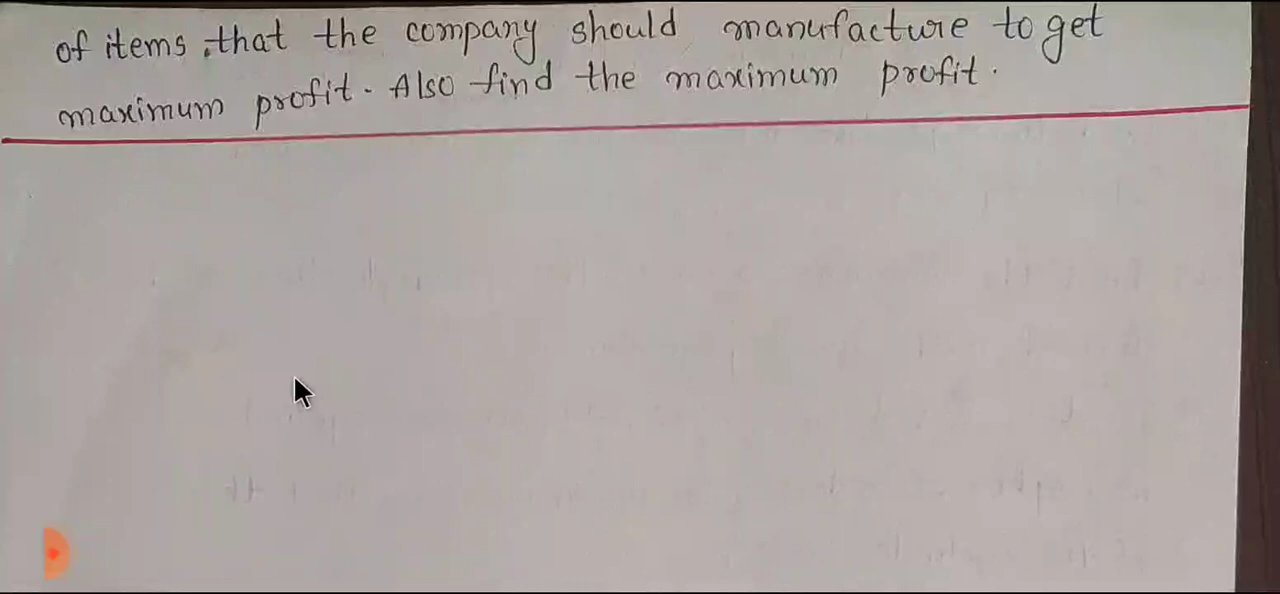 of items that the company should manufacture to get
maximum profit. Also find the maximum profit.